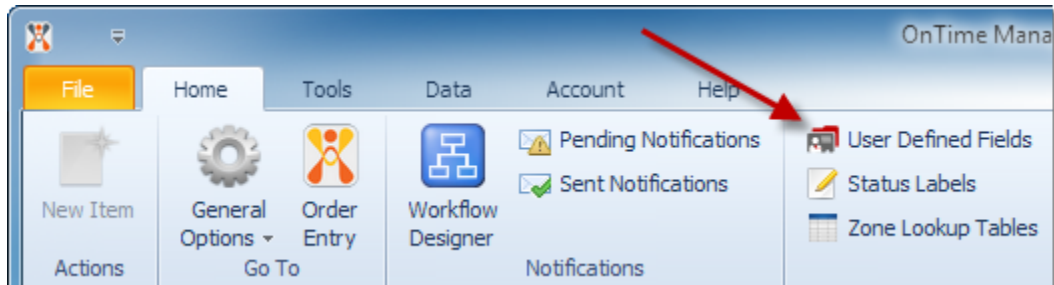 OnTime Mana
File Home Tools Data Account Help
Pending Notifications User Defined Fields
Sent Notifications Status Labels
New Item General Options Order Entry Workflow Designer Zone Lookup Tables
Actions Go To Notifications